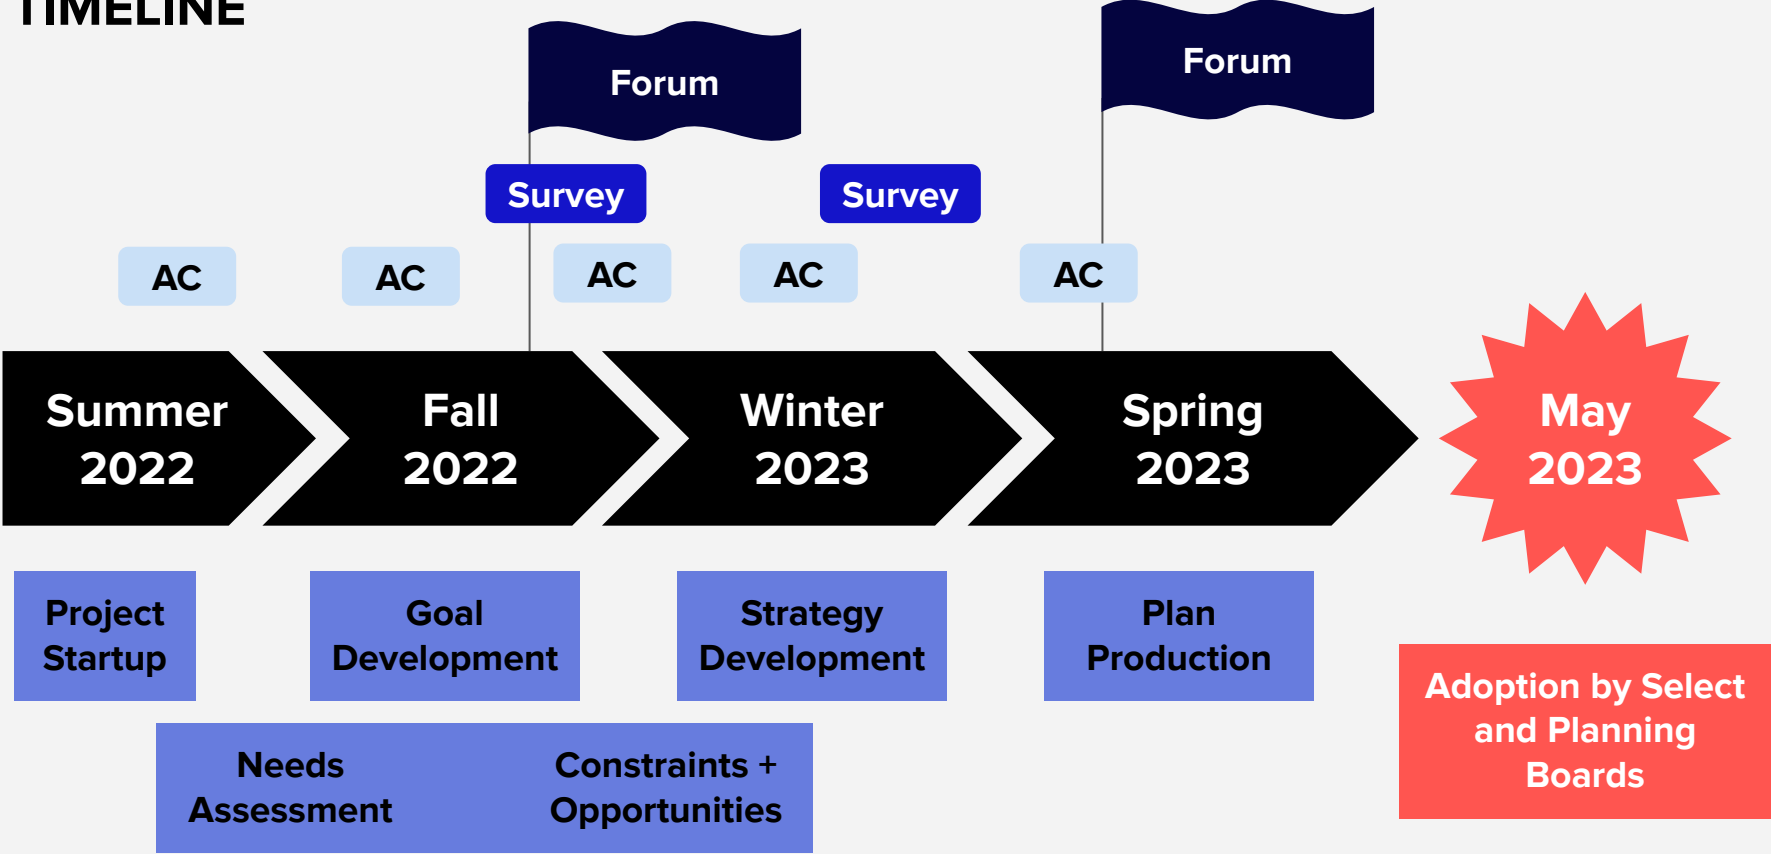 TIMELINE
Forum
Forum
Survey
Survey
AC
AC
AC
AC
AC
Summer
2022
Fall
2022
Winter
2023
Spring
2023
May
2023
Project
Startup
Goal
Development
Strategy
Development
Plan
Production
Adoption by Select
and Planning
Boards
Needs
Assessment
Constraints +
Opportunities